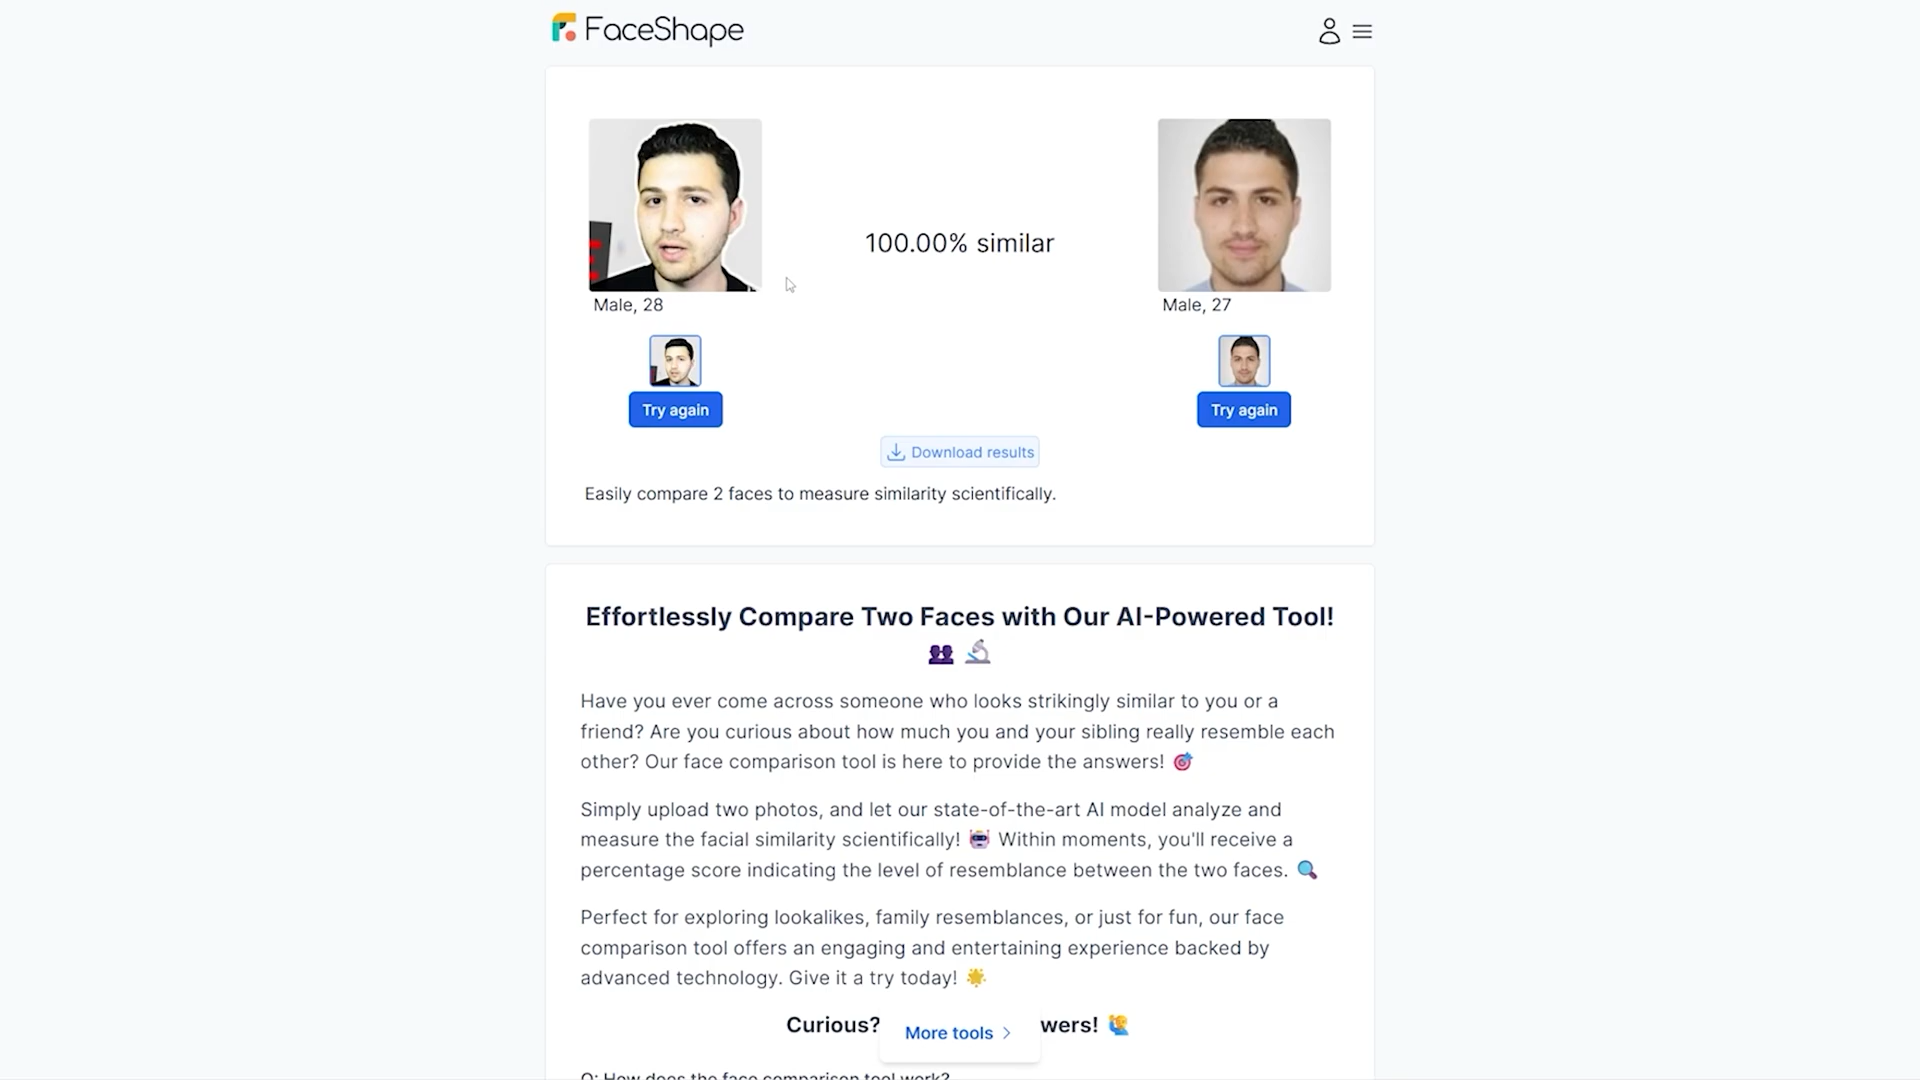 FaceShape
100.00% similar
Male, 28
Male, 27
Try again
Try again
Download results
Easily compare 2 faces to measure similarity scientifically.
Effortlessly Compare Two Faces with Our AI-Powered Tool!
Have you ever come across someone who looks strikingly similar to you or a
friend? Are you curious about how much you and your sibling really resemble each
other? Our face comparison tool is here to provide the answers!
Simply upload two photos, and let our state-of-the-art AI model analyze and
measure the facial similarity scientifically! Within moments, you'll receive a
percentage score indicating the level of resemblance between the two faces.
Perfect for exploring lookalikes, family resemblances, or just for fun, our face
comparison tool offers an engaging and entertaining experience backed by
advanced technology. Give it a try today!
Curious? wers!
More tools
Q: How does the face comparison tool work?